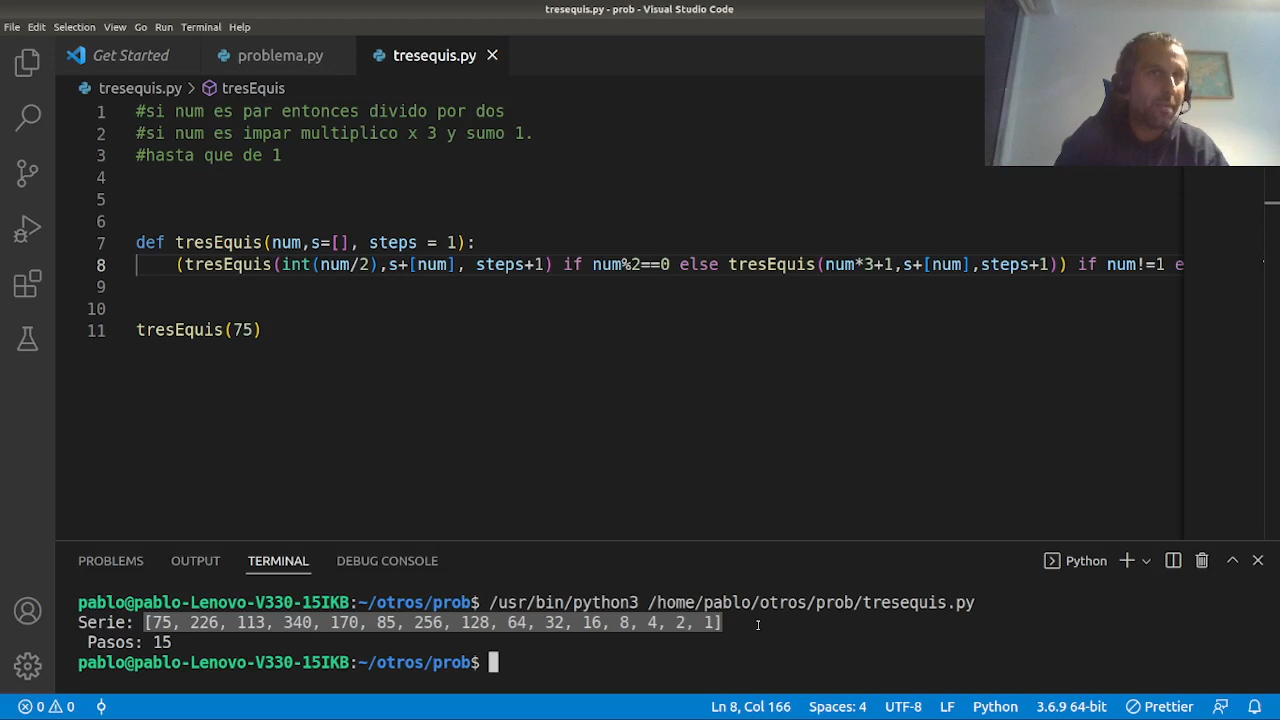 tresequis.py - prob - Visual Studio Code
File Edit Selection View Go Run Terminal Help
Get Started problema.py tresequis.py
tresequis.py > tresEquis
1 #si num es par entonces divido por dos
2 #si num es impar multiplico x 3 y sumo 1.
3 #hasta que de 1
4
5
6
7 def tresEquis(num,s=[], steps = 1):
8 (tresEquis(int(num/2),s+[num], steps+1) if num%2==0 else tresEquis(num*3+1,s+[num],steps+1)) if num!=1 e
9
10
11 tresEquis(75)
PROBLEMS OUTPUT TERMINAL DEBUG CONSOLE Python
pablo@pablo-Lenovo-V330-15IKB:~/otros/prob$ /usr/bin/python3 /home/pablo/otros/prob/tresequis.py
Serie: [75, 226, 113, 340, 170, 85, 256, 128, 64, 32, 16, 8, 4, 2, 1]
Pasos: 15
pablo@pablo-Lenovo-V330-15IKB:~/otros/prob$
0 0 Ln 8, Col 166 Spaces: 4 UTF-8 LF Python 3.6.9 64-bit Prettier